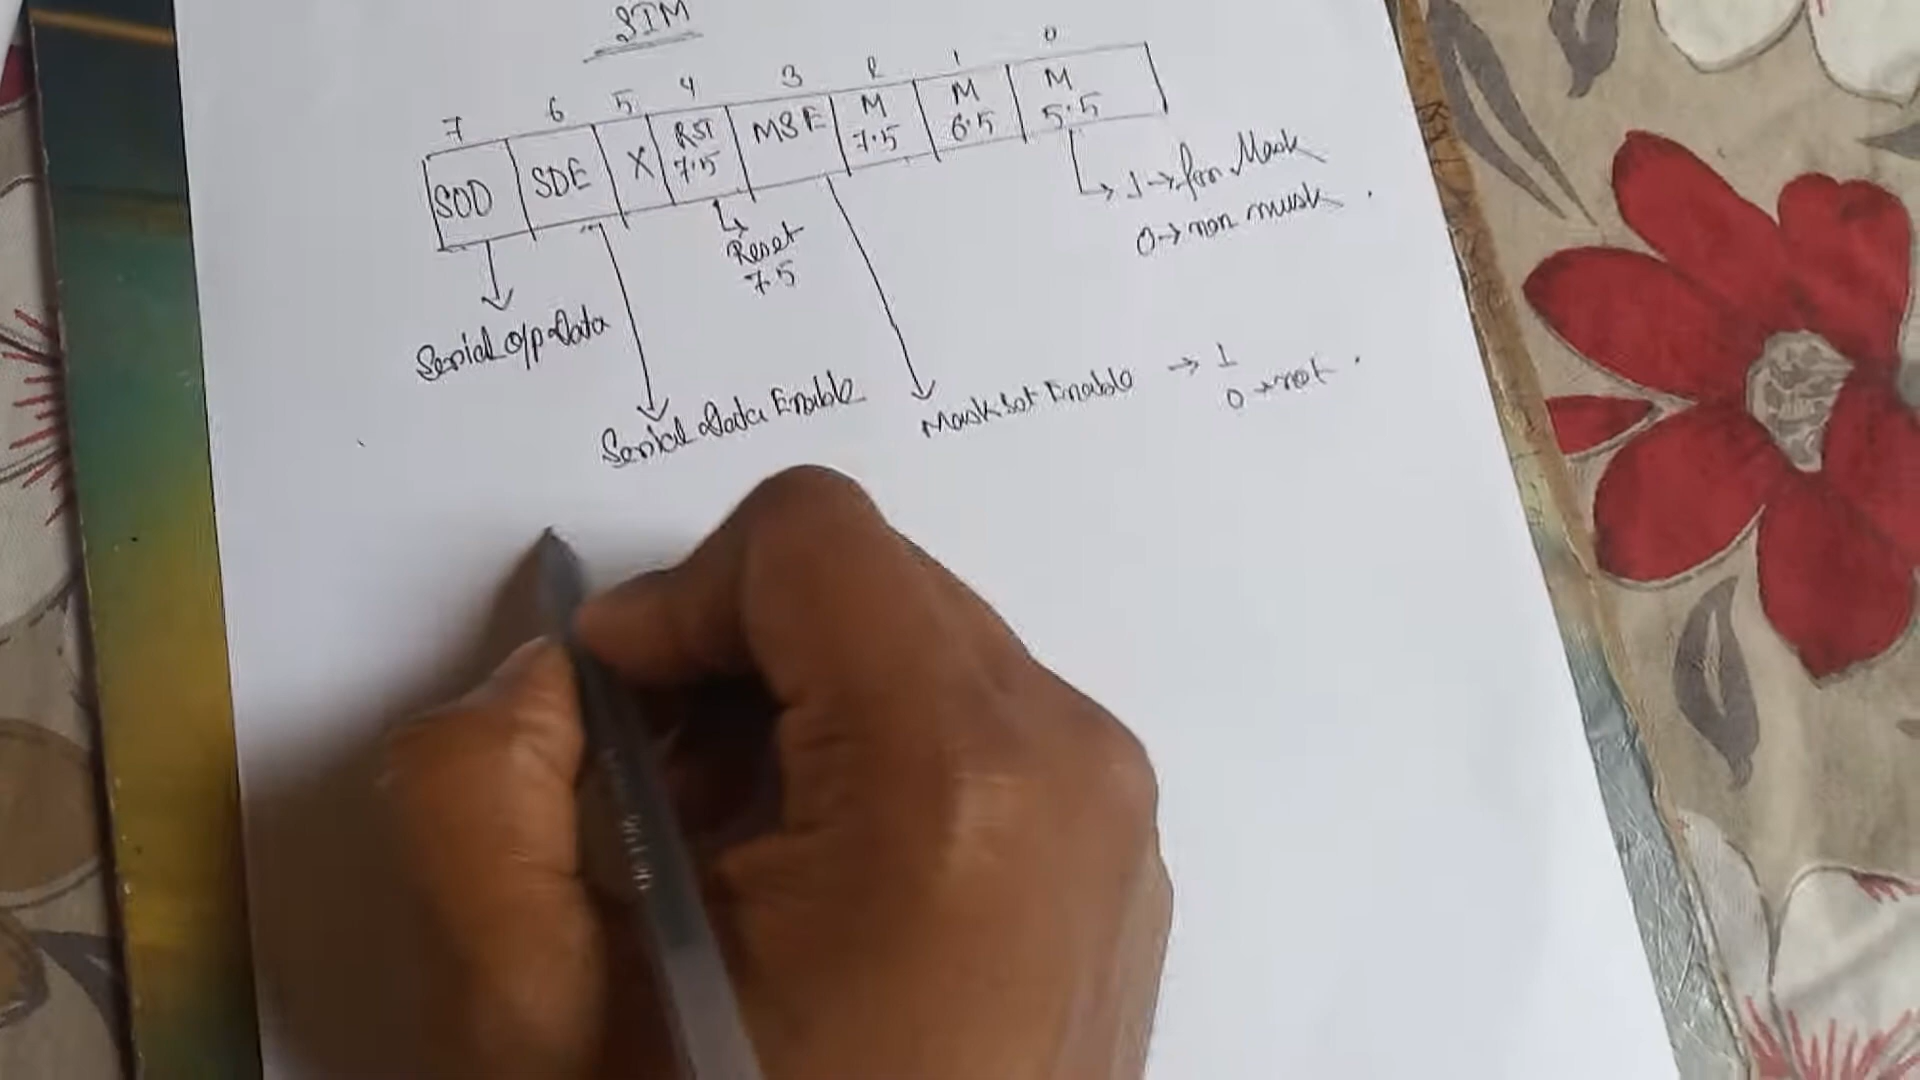 SIM
7 6 5 4 3 2 1 0
SOD SDE X RST 7.5 MSE M 7.5 M 6.5 M 5.5
1→for Mask
0→non musk.
Reset
7.5
Serial o/p Data
Serial Data Enable
Mask Set Enable → 1
0→not.